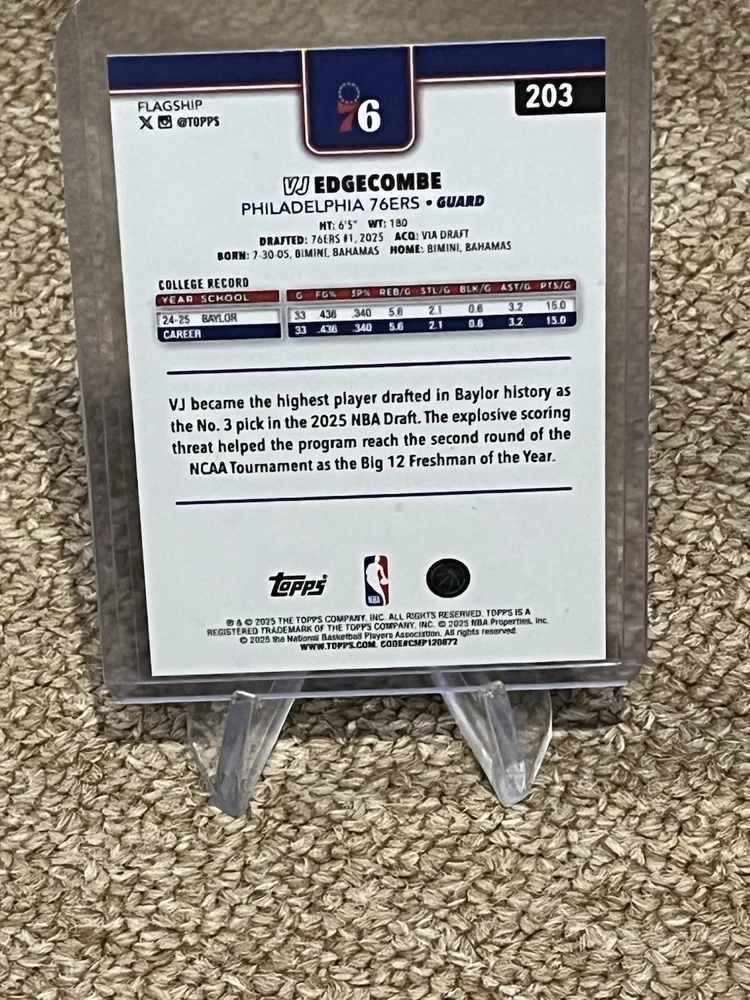 FLAGSHIP
@TOPPS
76
203
VJ EDGECOMBE
PHILADELPHIA 76ERS • GUARD
HT: 6'5" WT: 180
DRAFTED: 76ERS #1, 2025 ACQ: VIA DRAFT
BORN: 7-30-05, BIMINI, BAHAMAS HOME: BIMINI, BAHAMAS
COLLEGE RECORD
YEAR SCHOOL G FG% 3P% REB/G STL/G BLK/G AST/G PTS/G
24-25 BAYLOR 33 .436 .340 5.6 2.1 0.6 3.2 15.0
CAREER 33 .436 .340 5.6 2.1 0.6 3.2 15.0
VJ became the highest player drafted in Baylor history as
the No. 3 pick in the 2025 NBA Draft. The explosive scoring
threat helped the program reach the second round of the
NCAA Tournament as the Big 12 Freshman of the Year.
Topps
® & © 2025 THE TOPPS COMPANY, INC. ALL RIGHTS RESERVED. TOPPS IS A
REGISTERED TRADEMARK OF THE TOPPS COMPANY, INC. © 2025 NBA Properties, Inc.
© 2025 the National Basketball Players Association. All rights reserved.
WWW.TOPPS.COM. CODE#CMP120872